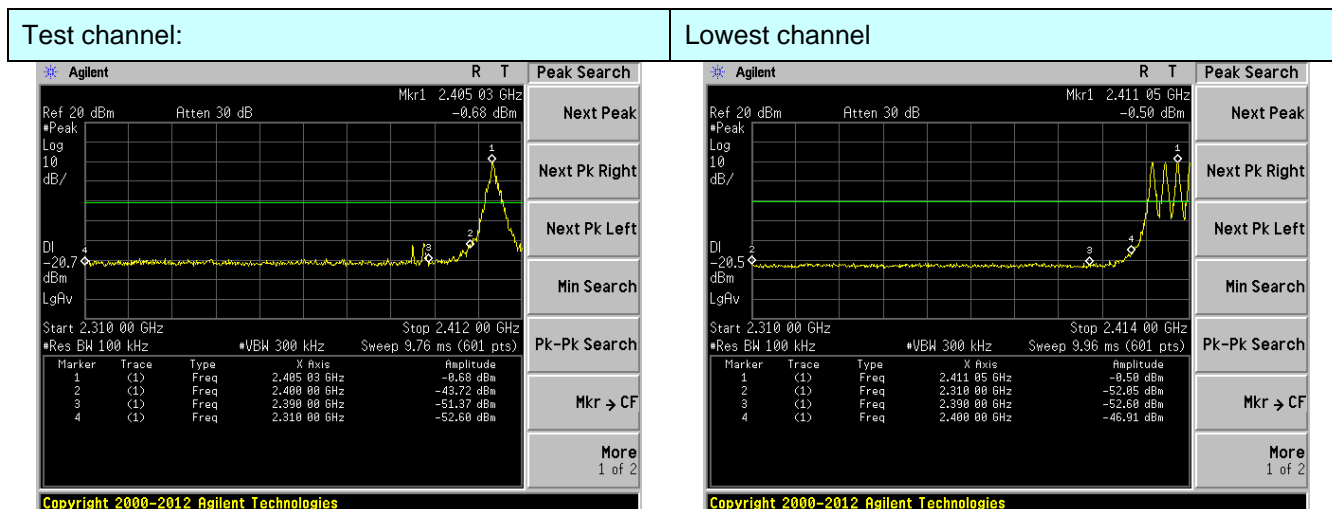 Test channel: Lowest channel
Agilent R T Peak Search
Mkr1 2.405 03 GHz
Ref 20 dBm Atten 30 dB -0.68 dBm
#Peak
Log
10
dB/
1
2
3
4
DI
-20.7
dBm
LgAv
Start 2.310 00 GHz Stop 2.412 00 GHz
#Res BW 100 kHz #VBW 300 kHz Sweep 9.76 ms (601 pts)
Marker Trace Type X Axis Amplitude
1 (1) Freq 2.405 03 GHz -0.68 dBm
2 (1) Freq 2.400 00 GHz -43.72 dBm
3 (1) Freq 2.390 00 GHz -51.37 dBm
4 (1) Freq 2.310 00 GHz -52.60 dBm
Next Peak
Next Pk Right
Next Pk Left
Min Search
Pk-Pk Search
Mkr → CF
More
1 of 2
Copyright 2000-2012 Agilent Technologies
Agilent R T Peak Search
Mkr1 2.411 05 GHz
Ref 20 dBm Atten 30 dB -0.50 dBm
#Peak
Log
10
dB/
1
2
3
4
DI
-20.5
dBm
LgAv
Start 2.310 00 GHz Stop 2.414 00 GHz
#Res BW 100 kHz #VBW 300 kHz Sweep 9.96 ms (601 pts)
Marker Trace Type X Axis Amplitude
1 (1) Freq 2.411 05 GHz -0.50 dBm
2 (1) Freq 2.310 00 GHz -52.05 dBm
3 (1) Freq 2.390 00 GHz -52.60 dBm
4 (1) Freq 2.400 00 GHz -46.91 dBm
Next Peak
Next Pk Right
Next Pk Left
Min Search
Pk-Pk Search
Mkr → CF
More
1 of 2
Copyright 2000-2012 Agilent Technologies